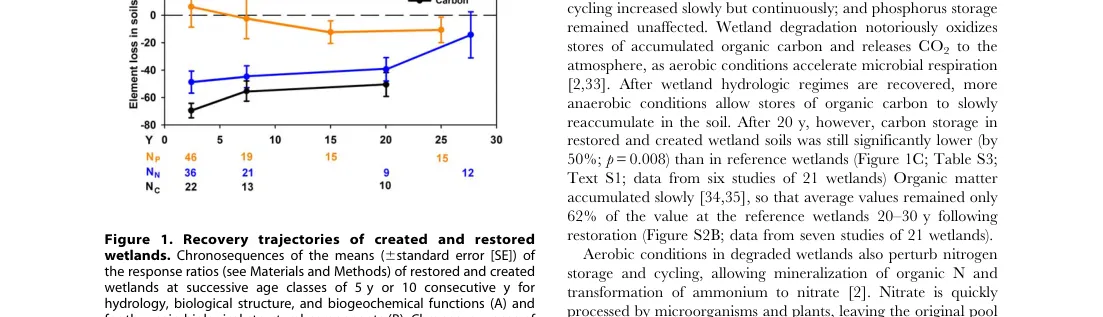 Carbon
Element loss in soils
0
-20
-40
-60
-80
Y 0 5 10 15 20 25 30
NP 46 19 15 15
NN 36 21 9 12
NC 22 13 10
Figure 1. Recovery trajectories of created and restored
wetlands. Chronosequences of the means (±standard error [SE]) of
the response ratios (see Materials and Methods) of restored and created
wetlands at successive age classes of 5 y or 10 consecutive y for
hydrology, biological structure, and biogeochemical functions (A) and
cycling increased slowly but continuously; and phosphorus storage
remained unaffected. Wetland degradation notoriously oxidizes
stores of accumulated organic carbon and releases CO2 to the
atmosphere, as aerobic conditions accelerate microbial respiration
[2,33]. After wetland hydrologic regimes are recovered, more
anaerobic conditions allow stores of organic carbon to slowly
reaccumulate in the soil. After 20 y, however, carbon storage in
restored and created wetland soils was still significantly lower (by
50%; p = 0.008) than in reference wetlands (Figure 1C; Table S3;
Text S1; data from six studies of 21 wetlands) Organic matter
accumulated slowly [34,35], so that average values remained only
62% of the value at the reference wetlands 20–30 y following
restoration (Figure S2B; data from seven studies of 21 wetlands).
Aerobic conditions in degraded wetlands also perturb nitrogen
storage and cycling, allowing mineralization of organic N and
transformation of ammonium to nitrate [2]. Nitrate is quickly
processed by microorganisms and plants, leaving the original pool